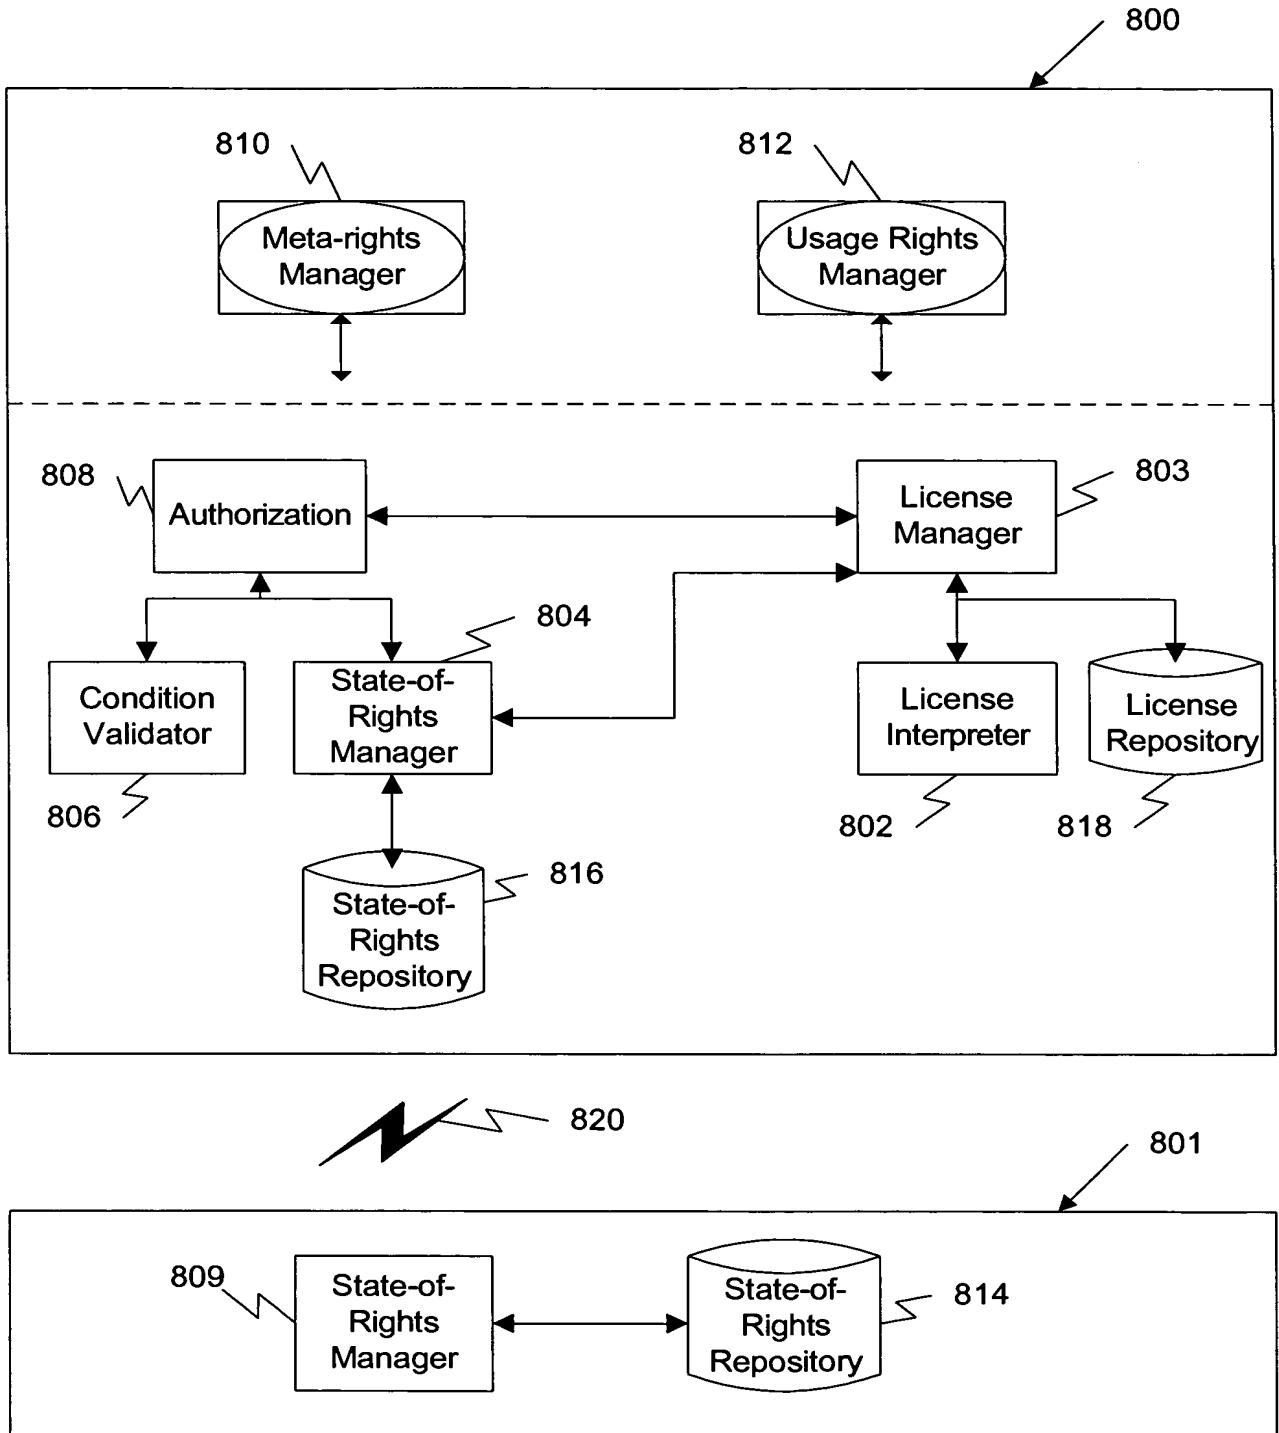 800
810
812
Meta-rights
Manager
Usage Rights
Manager
808
Authorization
License
Manager
803
804
Condition
Validator
State-of-
Rights
Manager
License
Interpreter
License
Repository
806
802
818
816
State-of-
Rights
Repository
820
801
809
State-of-
Rights
Manager
State-of-
Rights
Repository
814